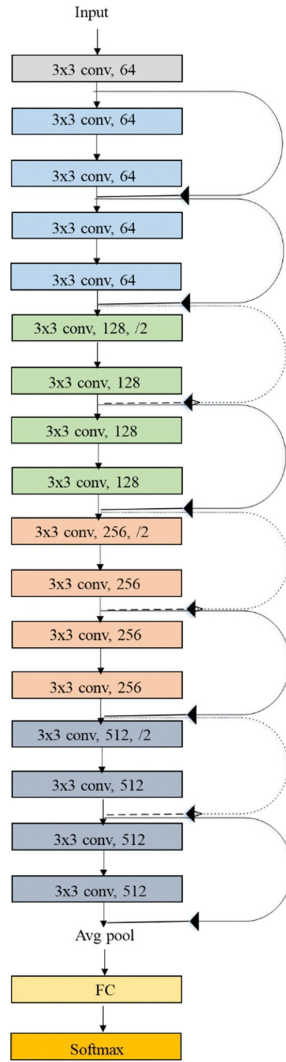 Input
3x3 conv, 64
3x3 conv, 64
3x3 conv, 64
3x3 conv, 64
3x3 conv, 64
3x3 conv, 128, /2
3x3 conv, 128
3x3 conv, 128
3x3 conv, 128
3x3 conv, 256, /2
3x3 conv, 256
3x3 conv, 256
3x3 conv, 256
3x3 conv, 512, /2
3x3 conv, 512
3x3 conv, 512
3x3 conv, 512
Avg pool
FC
Softmax